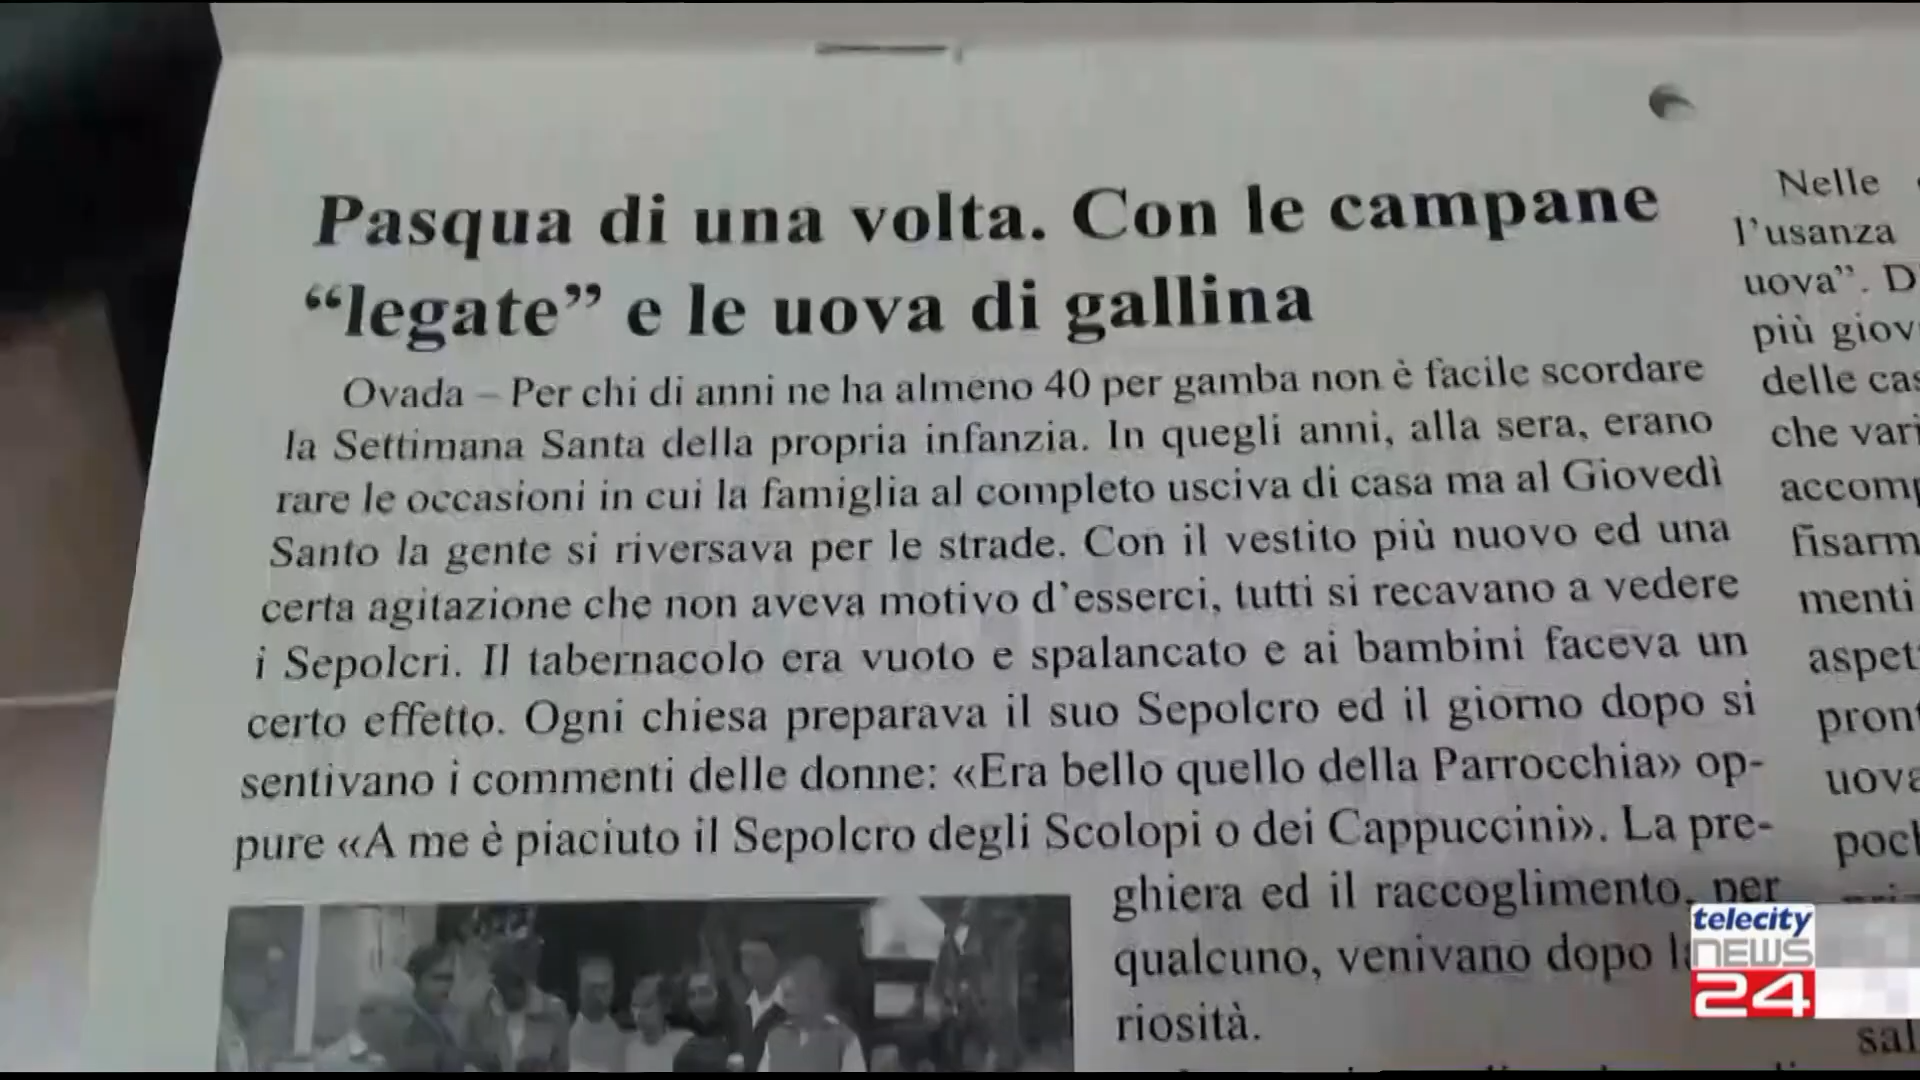 Pasqua di una volta. Con le campane
“legate” e le uova di gallina
Ovada – Per chi di anni ne ha almeno 40 per gamba non è facile scordare
la Settimana Santa della propria infanzia. In quegli anni, alla sera, erano
rare le occasioni in cui la famiglia al completo usciva di casa ma al Giovedì
Santo la gente si riversava per le strade. Con il vestito più nuovo ed una
certa agitazione che non aveva motivo d’esserci, tutti si recavano a vedere
i Sepolcri. Il tabernacolo era vuoto e spalancato e ai bambini faceva un
certo effetto. Ogni chiesa preparava il suo Sepolcro ed il giorno dopo si
sentivano i commenti delle donne: «Era bello quello della Parrocchia» op-
pure «A me è piaciuto il Sepolcro degli Scolopi o dei Cappuccini». La pre-
ghiera ed il raccoglimento, per
qualcuno, venivano dopo
riosità.
Nelle
l’usanza
uova”. D
più giov
delle cas
che vari
accomp
fisarm
menti
aspet
pront
uova
poch
sal
telecity
NEWS
24